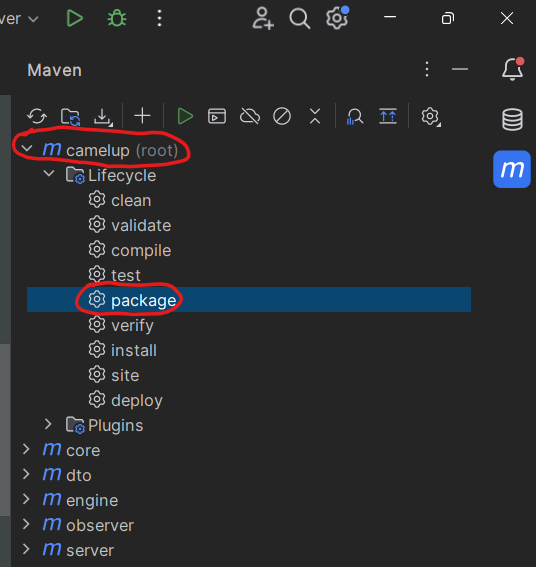 ver
Maven
m camelup (root)
Lifecycle
clean
validate
compile
test
package
verify
install
site
deploy
Plugins
m core
m dto
m engine
m observer
m server
m